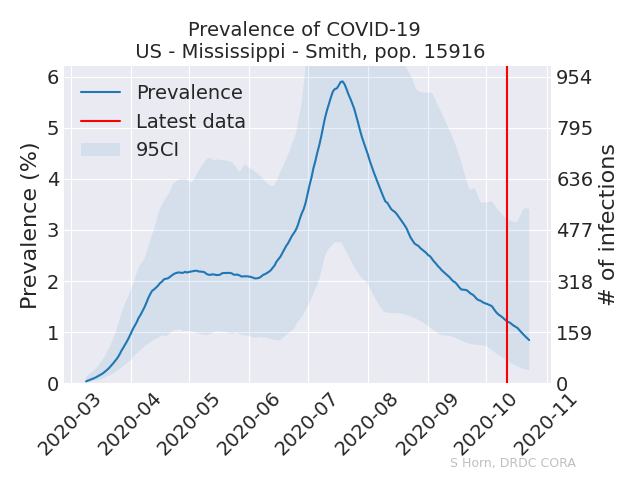 Prevalence of COVID-19
US - Mississippi - Smith, pop. 15916
Prevalence (%)
6
5
4
3
2
1
0
Prevalence
Latest data
95CI
954
795
636
477
318
159
0
# of infections
2020-03
2020-04
2020-05
2020-06
2020-07
2020-08
2020-09
2020-10
2020-11
S Horn, DRDC CORA